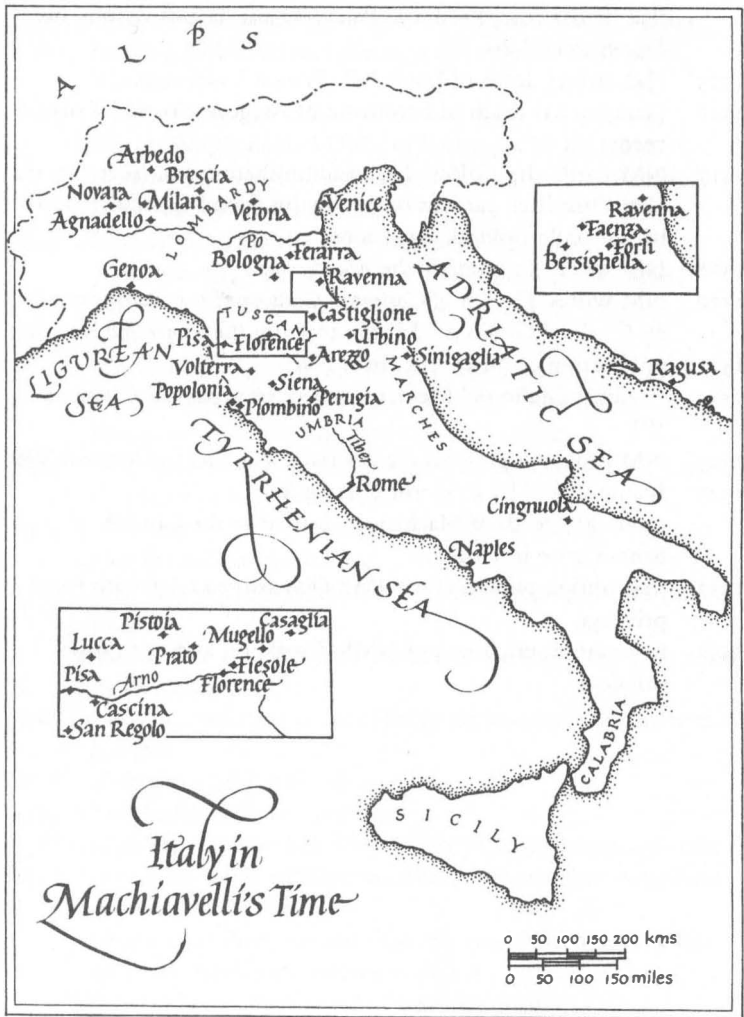 ALPS
Arbedo
Brescia
Novara
Milan
LOMBARDY
Verona
Venice
Agnadello
Po
Ferarra
Bologna
Ravenna
Genoa
Ravenna
Faenza
Forlì
Bersighella
ADRIATIC SEA
TUSCAN
Castiglione
Pisa
Florence
Urbino
LIGUREAN
SEA
Arezzo
Sinigaglia
Ragusa
Volterra
MARCHES
Siena
Popolonia
Perugia
Piombino
UMBRIA
Tiber
TYRRHENIAN SEA
Rome
Cingnuola
Naples
Pistoia
Casaglia
Lucca
Mugello
Prato
Pisa
Fiesole
Arno
Florence
Cascina
San Regolo
CALABRIA
SICILY
Italy in
Machiavelli's Time
0 50 100 150 200 kms
0 50 100 150 miles